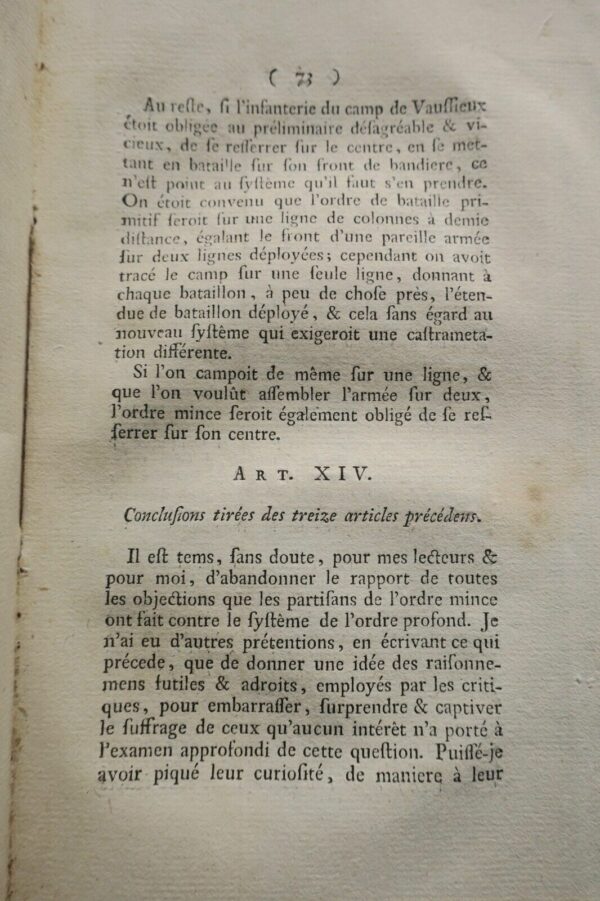 ( 73 )
Au reſte, ſi l'infanterie du camp de Vauſſieux
étoit obligée au préliminaire déſagréable & vi-
cieux, de ſe reſſerrer ſur le centre, en ſe met-
tant en bataille ſur ſon front de bandiere, ce
n'eſt point au ſyſtême qu'il faut s'en prendre.
On étoit convenu que l'ordre de bataille pri-
mitif ſeroit ſur une ligne de colonnes à demie
diſtance, égalant le front d'une pareille armée
ſur deux lignes déployées; cependant on avoit
tracé le camp ſur une ſeule ligne, donnant à
chaque bataillon, à peu de choſe près, l'éten-
due de bataillon déployé, & cela ſans égard au
nouveau ſyſtême qui exigeroit une caſtrameta-
tion différente.
Si l'on campoit de même ſur une ligne, &
que l'on voulût aſſembler l'armée ſur deux,
l'ordre mince ſeroit également obligé de ſe reſ-
ſerrer ſur ſon centre.
ART. XIV.
Concluſions tirées des treize articles précédens.
Il eſt tems, ſans doute, pour mes lecteurs &
pour moi, d'abandonner le rapport de toutes
les objections que les partiſans de l'ordre mince
ont fait contre le ſyſtême de l'ordre profond. Je
n'ai eu d'autres prétentions, en écrivant ce qui
précede, que de donner une idée des raiſonne-
mens futiles & adroits, employés par les criti-
ques, pour embarraſſer, ſurprendre & captiver
le ſuffrage de ceux qu'aucun intérêt n'a porté à
l'examen approfondi de cette queſtion. Puiſſé-je
avoir piqué leur curioſité, de maniere à leur